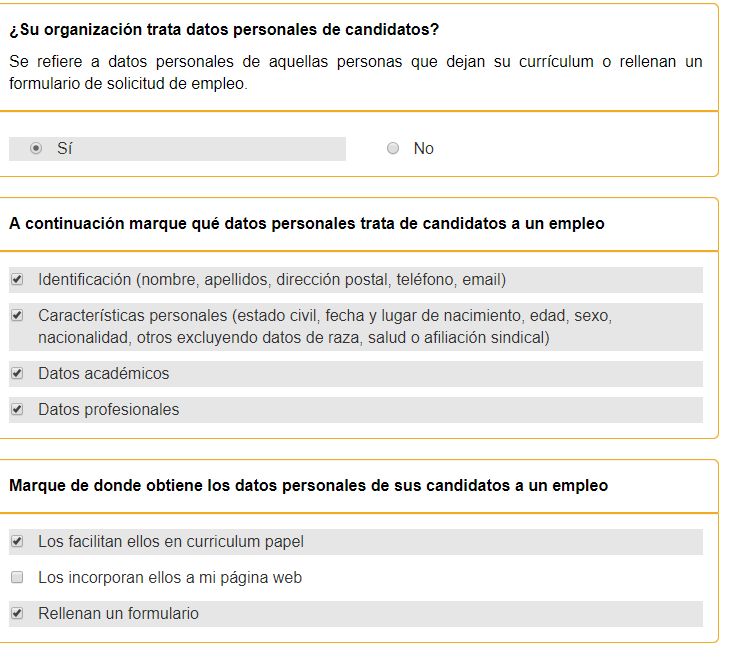 ¿Su organización trata datos personales de candidatos?
Se refiere a datos personales de aquellas personas que dejan su currículum o rellenan un
formulario de solicitud de empleo.
Sí No
A continuación marque qué datos personales trata de candidatos a un empleo
Identificación (nombre, apellidos, dirección postal, teléfono, email)
Características personales (estado civil, fecha y lugar de nacimiento, edad, sexo,
nacionalidad, otros excluyendo datos de raza, salud o afiliación sindical)
Datos académicos
Datos profesionales
Marque de donde obtiene los datos personales de sus candidatos a un empleo
Los facilitan ellos en curriculum papel
Los incorporan ellos a mi página web
Rellenan un formulario